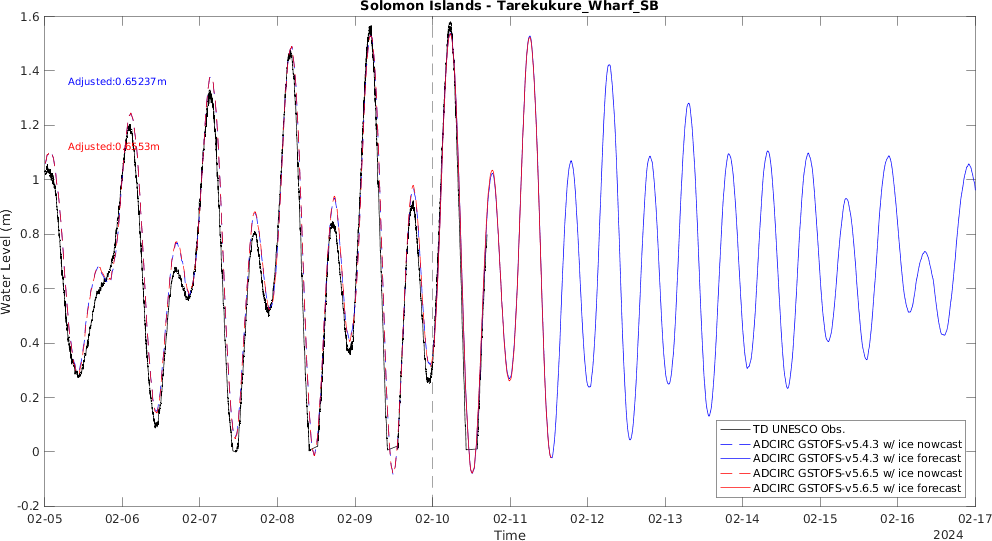 Solomon Islands - Tarekukure_Wharf_SB
1.6
1.4
1.2
1
0.8
0.6
0.4
0.2
0
-0.2
Water Level (m)
Adjusted:0.65237m
Adjusted:0.6553m
TD UNESCO Obs.
ADCIRC GSTOFS-v5.4.3 w/ ice nowcast
ADCIRC GSTOFS-v5.4.3 w/ ice forecast
ADCIRC GSTOFS-v5.6.5 w/ ice nowcast
ADCIRC GSTOFS-v5.6.5 w/ ice forecast
02-05 02-06 02-07 02-08 02-09 02-10 02-11 02-12 02-13 02-14 02-15 02-16 02-17
Time
2024